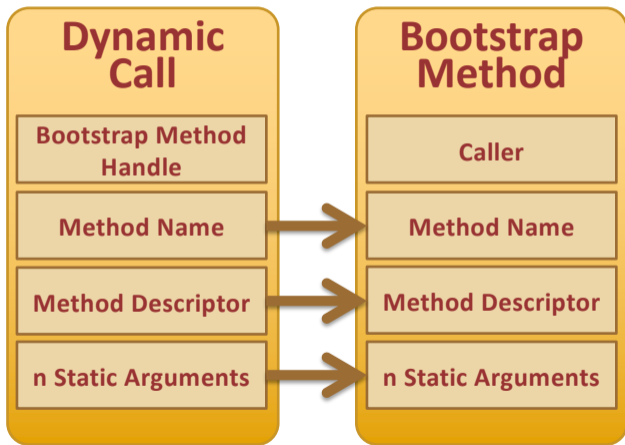 Dynamic
Call
Bootstrap Method
Handle
Method Name
Method Descriptor
n Static Arguments
Bootstrap
Method
Caller
Method Name
Method Descriptor
n Static Arguments